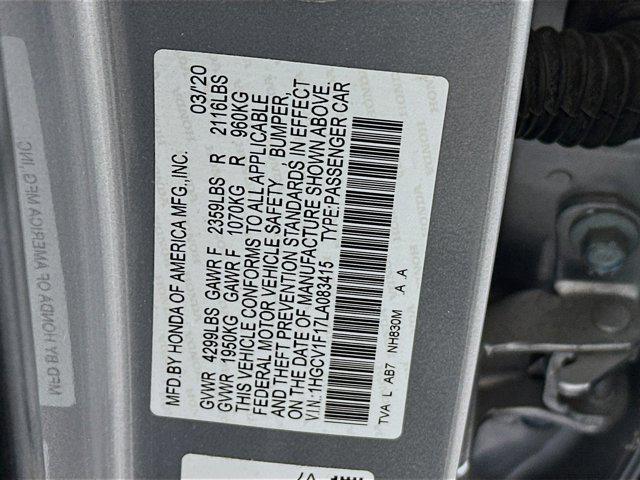 MFD.BY HONDA OF AMERICA MFG.,INC. 03/'20
GVWR 4299LBS GAWR F 2359LBS R 2116LBS
GVWR 1950KG GAWR F 1070KG R 960KG
THIS VEHICLE CONFORMS TO ALL APPLICABLE
FEDERAL MOTOR VEHICLE SAFETY , BUMPER,
AND THEFT PREVENTION STANDARDS IN EFFECT
ON THE DATE OF MANUFACTURE SHOWN ABOVE.
V.I.N.:1HGCV1F17LA083415 TYPE:PASSENGER CAR
TVA L AB7 NH830M A A